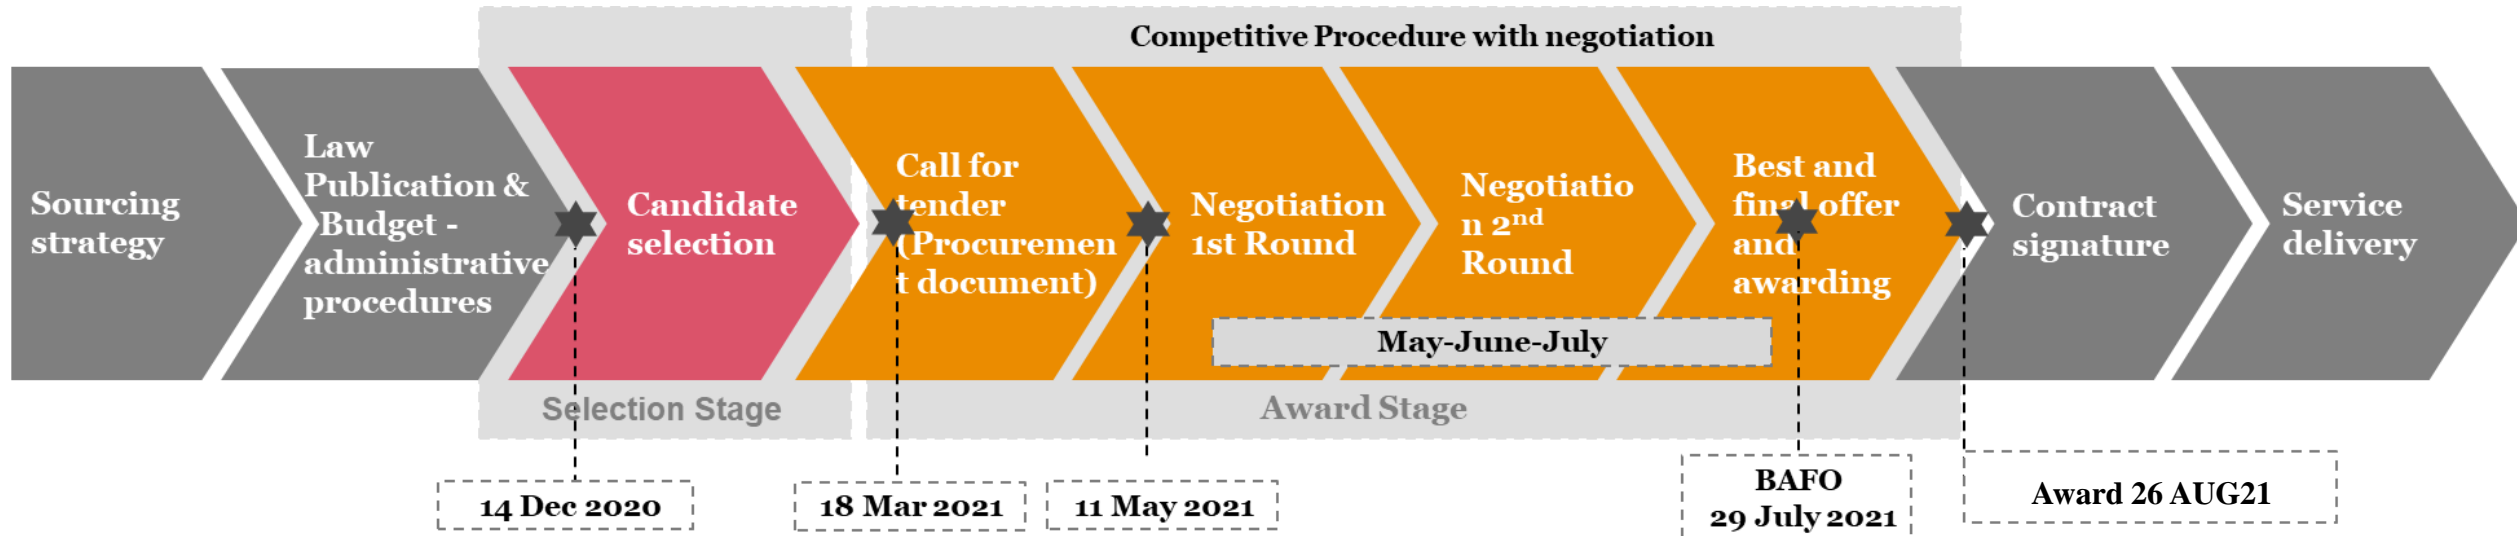 Competitive Procedure with negotiation
Sourcing
strategy
Law
Publication &
Budget -
administrative
procedures
Candidate
selection
Call for
tender
(Procuremen
t document)
Negotiation
1st Round
Negotiatio
n 2nd
Round
Best and
final offer
and
awarding
Contract
signature
Service
delivery
May-June-July
Selection Stage
Award Stage
14 Dec 2020
18 Mar 2021
11 May 2021
BAFO
29 July 2021
Award 26 AUG21